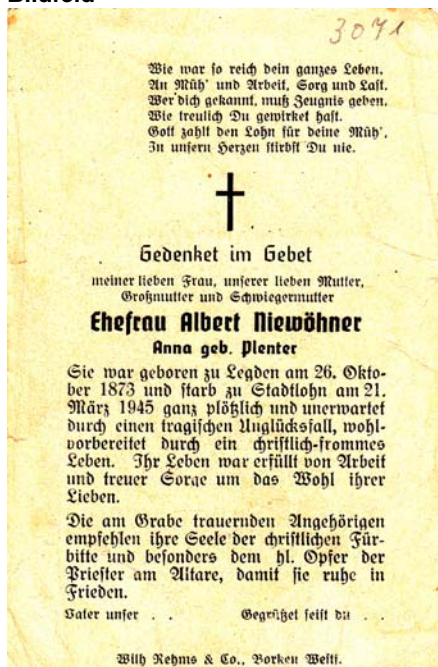 3071
Wie war so reich dein ganzes Leben,
An Müh' und Arbeit, Sorg und Last.
Wer dich gekannt, muß Zeugnis geben,
Wie treulich Du gewirket hast.
Gott zahlt den Lohn für deine Müh',
In unsern Herzen stirbst Du nie.
Gedenket im Gebet
meiner lieben Frau, unserer lieben Mutter,
Großmutter und Schwiegermutter
Ehefrau Albert Niewöhner
Anna geb. Plenter
Sie war geboren zu Legden am 26. Okto-
ber 1873 und starb zu Stadtlohn am 21.
März 1945 ganz plötzlich und unerwartet
durch einen tragischen Unglücksfall, wohl-
vorbereitet durch ein christlich-frommes
Leben. Ihr Leben war erfüllt von Arbeit
und treuer Sorge um das Wohl ihrer
Lieben.
Die am Grabe trauernden Angehörigen
empfehlen ihre Seele der christlichen Für-
bitte und besonders dem hl. Opfer der
Priester am Altare, damit sie ruhe in
Frieden.
Vater unser . . Gegrüßet seist du . .
Wilh Rehms & Co., Borken Westf.